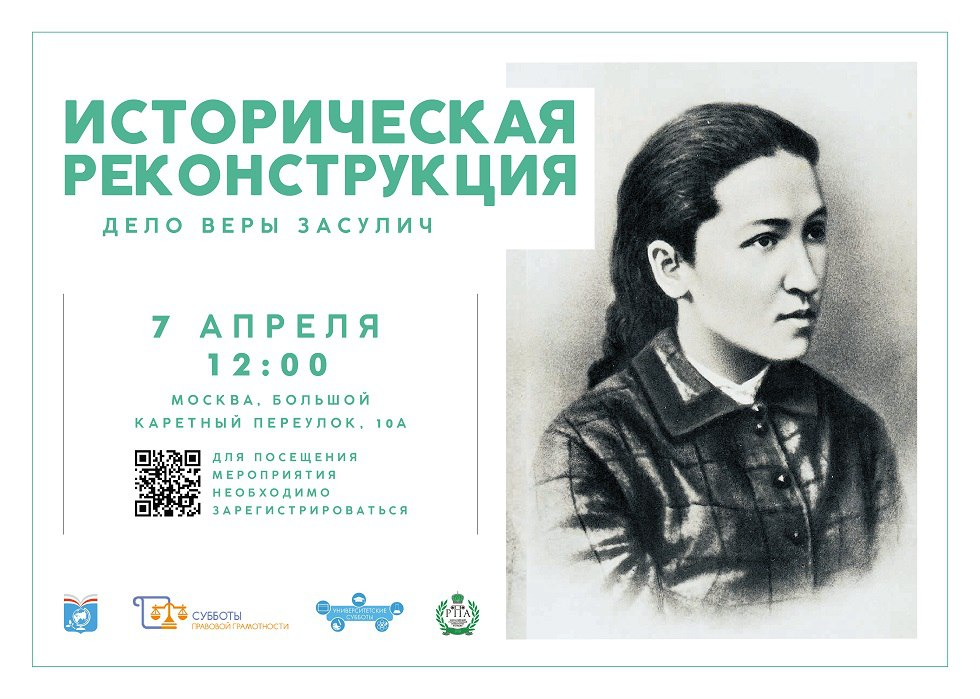 ИСТОРИЧЕСКАЯ
РЕКОНСТРУКЦИЯ
ДЕЛО ВЕРЫ ЗАСУЛИЧ
7 АПРЕЛЯ
12:00
МОСКВА, БОЛЬШОЙ
КАРЕТНЫЙ ПЕРЕУЛОК, 10А
ДЛЯ ПОСЕЩЕНИЯ
МЕРОПРИЯТИЯ
НЕОБХОДИМО
ЗАРЕГИСТРИРОВАТЬСЯ
СУББОТЫ
ПРАВОВОЙ ГРАМОТНОСТИ
УНИВЕРСИТЕТСКИЕ
СУББОТЫ
РПА